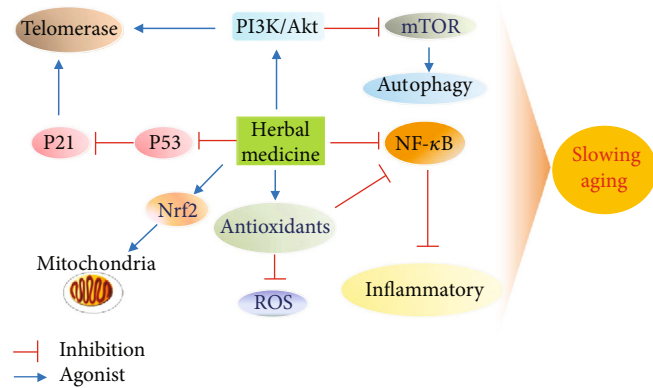 Telomerase
PI3K/Akt
mTOR
Autophagy
P21
P53
Herbal
medicine
NF-κB
Slowing
aging
Nrf2
Antioxidants
Mitochondria
ROS
Inflammatory
Inhibition
Agonist